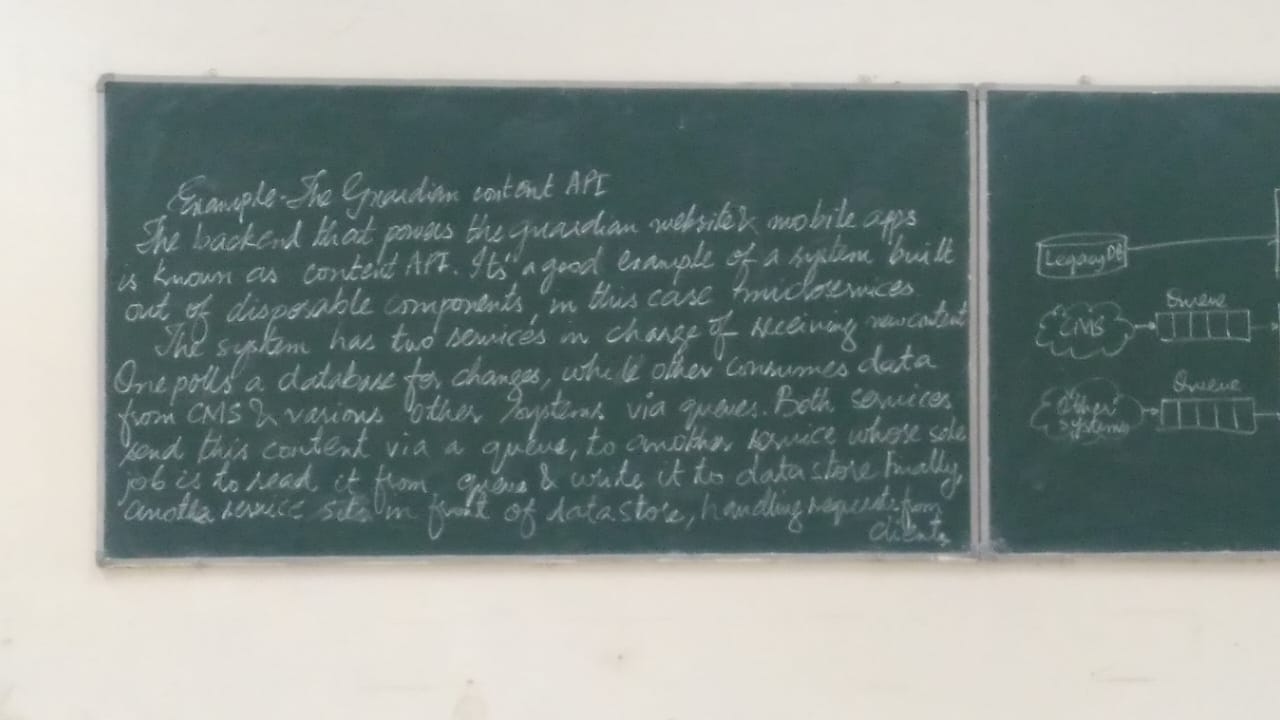 Example-The Guardian content API
The backend that powers the guardian website & mobile apps
is known as content API. It's a good example of a system built
out of disposable components, in this case microservices
The system has two services in charge of receiving new content
One polls a database for changes, while other consumes data
from CMS & various other systems via queues. Both services
send this content via a queue, to another service whose sole
job is to read it from queue & write it to data store finally,
another service sits in front of datastore, handling requests from
clients
Legacy DB
Queue
CMS
Queue
Other
systems